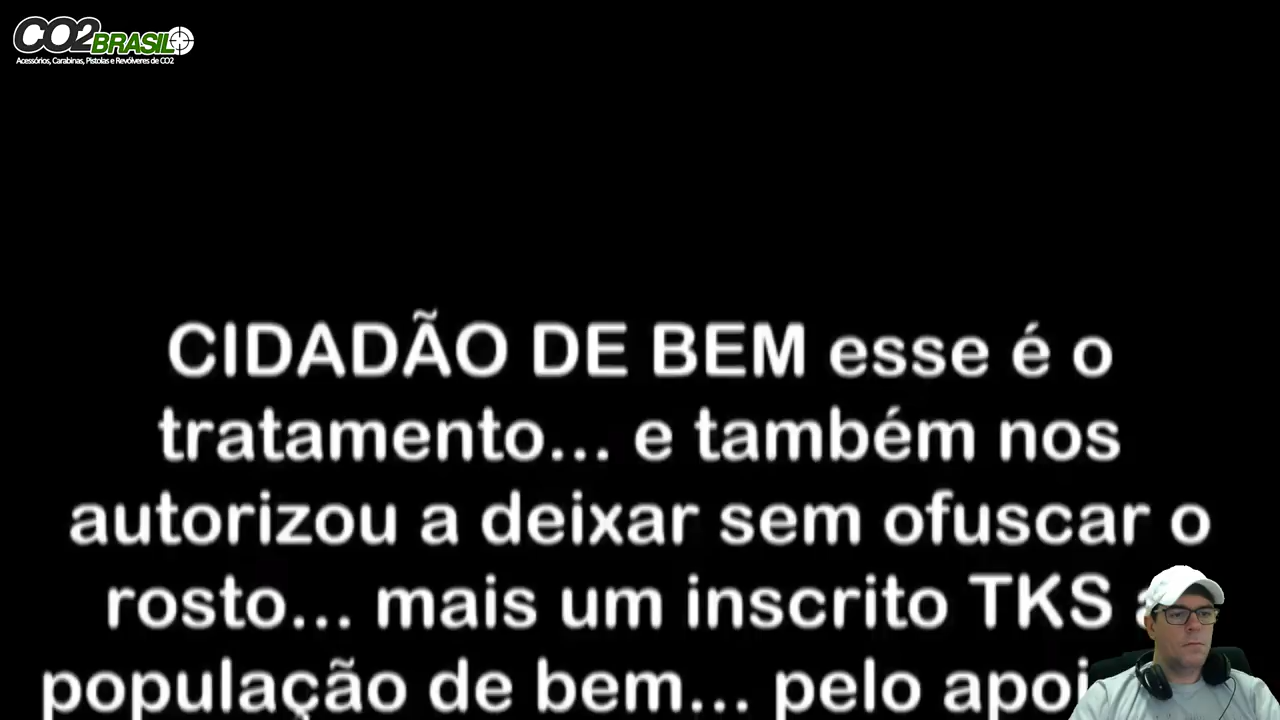 CO2BRASIL
Acessórios, Carabinas, Pistolas e Revólveres de CO2
CIDADÃO DE BEM esse é o
tratamento... e também nos
autorizou a deixar sem ofuscar o
rosto... mais um inscrito TKS
população de bem... pelo